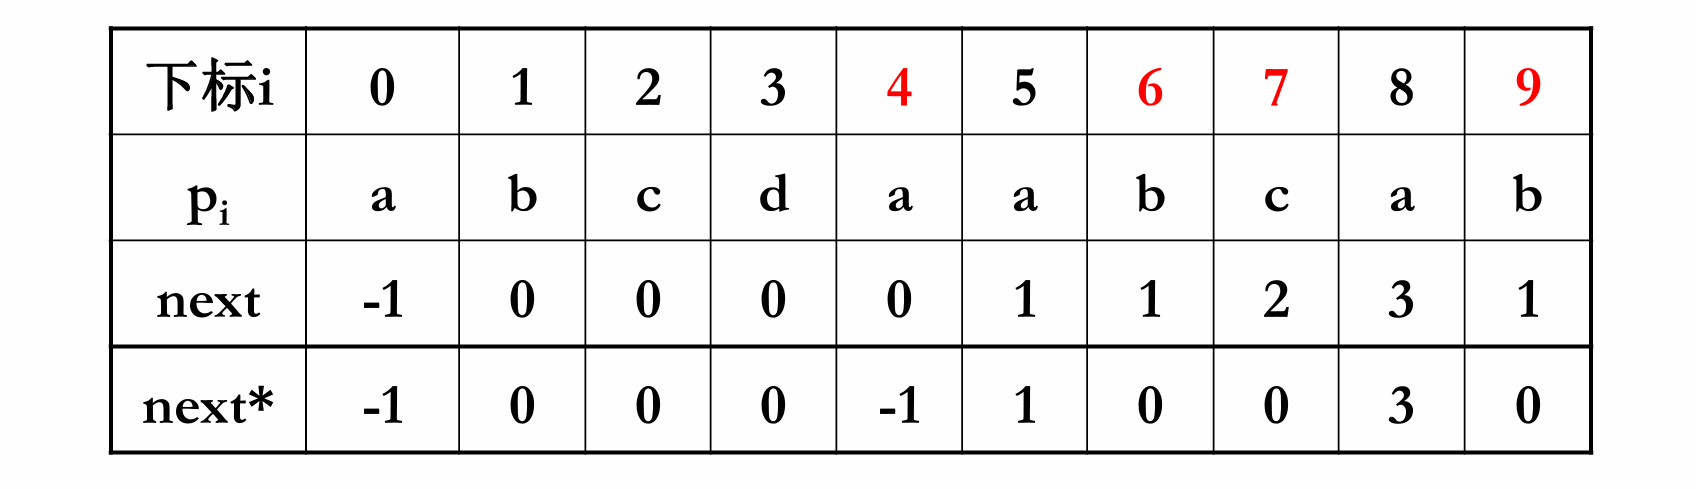 下标i 0 1 2 3 4 5 6 7 8 9
pi a b c d a a b c a b
next -1 0 0 0 0 1 1 2 3 1
next* -1 0 0 0 -1 1 0 0 3 0